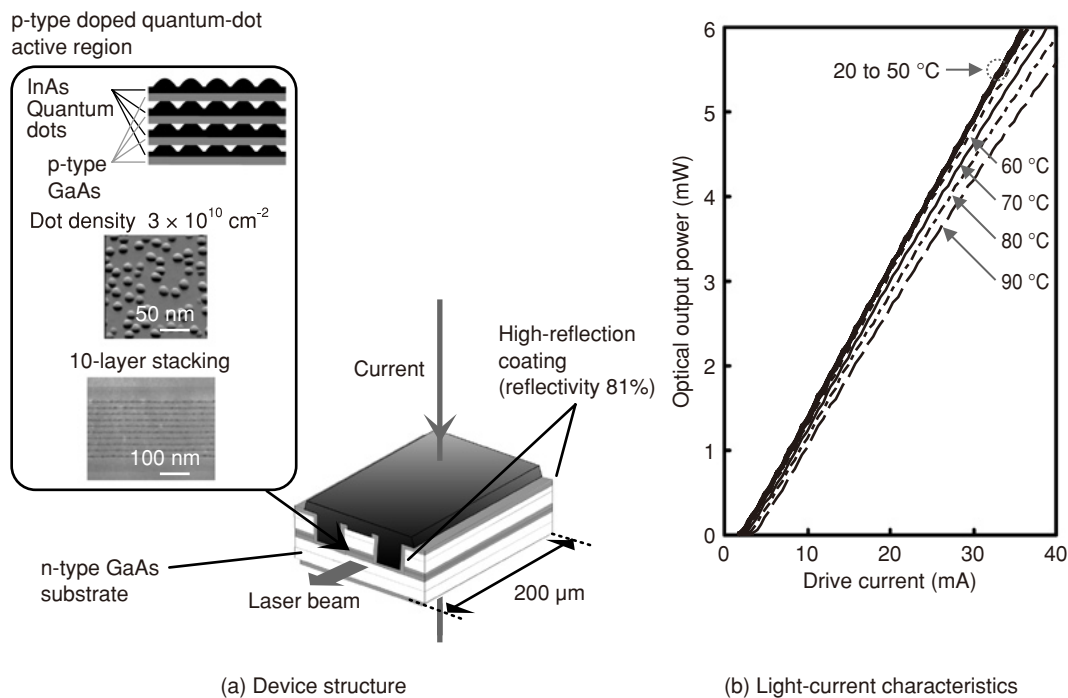 p-type doped quantum-dot
active region
InAs
Quantum
dots
p-type
GaAs
Dot density 3 × 10¹⁰ cm⁻²
50 nm
10-layer stacking
100 nm
Current
High-reflection
coating
(reflectivity 81%)
n-type GaAs
substrate
Laser beam
200 μm
(a) Device structure
Optical output power (mW)
6
5
4
3
2
1
0
20 to 50 °C
60 °C
70 °C
80 °C
90 °C
0 10 20 30 40
Drive current (mA)
(b) Light-current characteristics